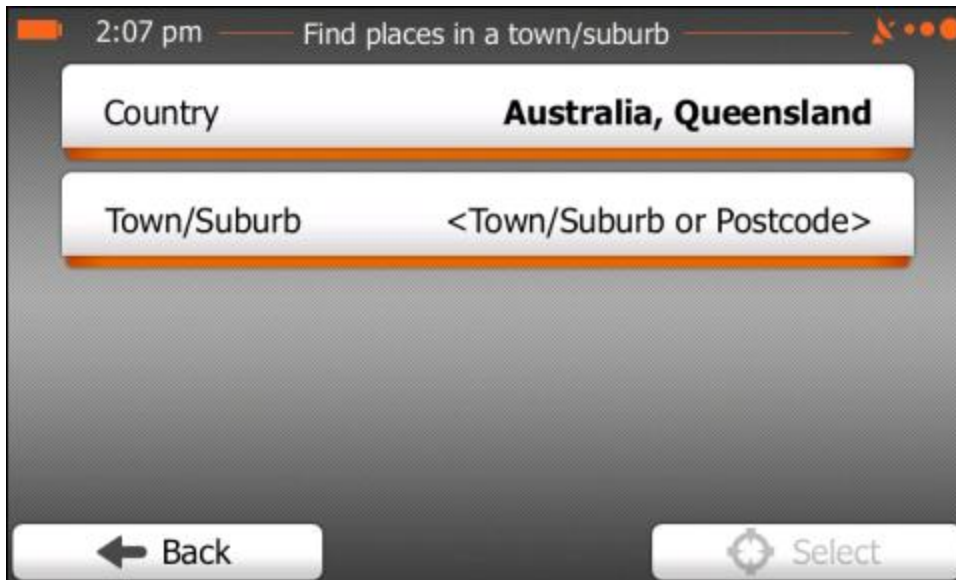 2:07 pm Find places in a town/suburb
Country Australia, Queensland
Town/Suburb <Town/Suburb or Postcode>
Back Select